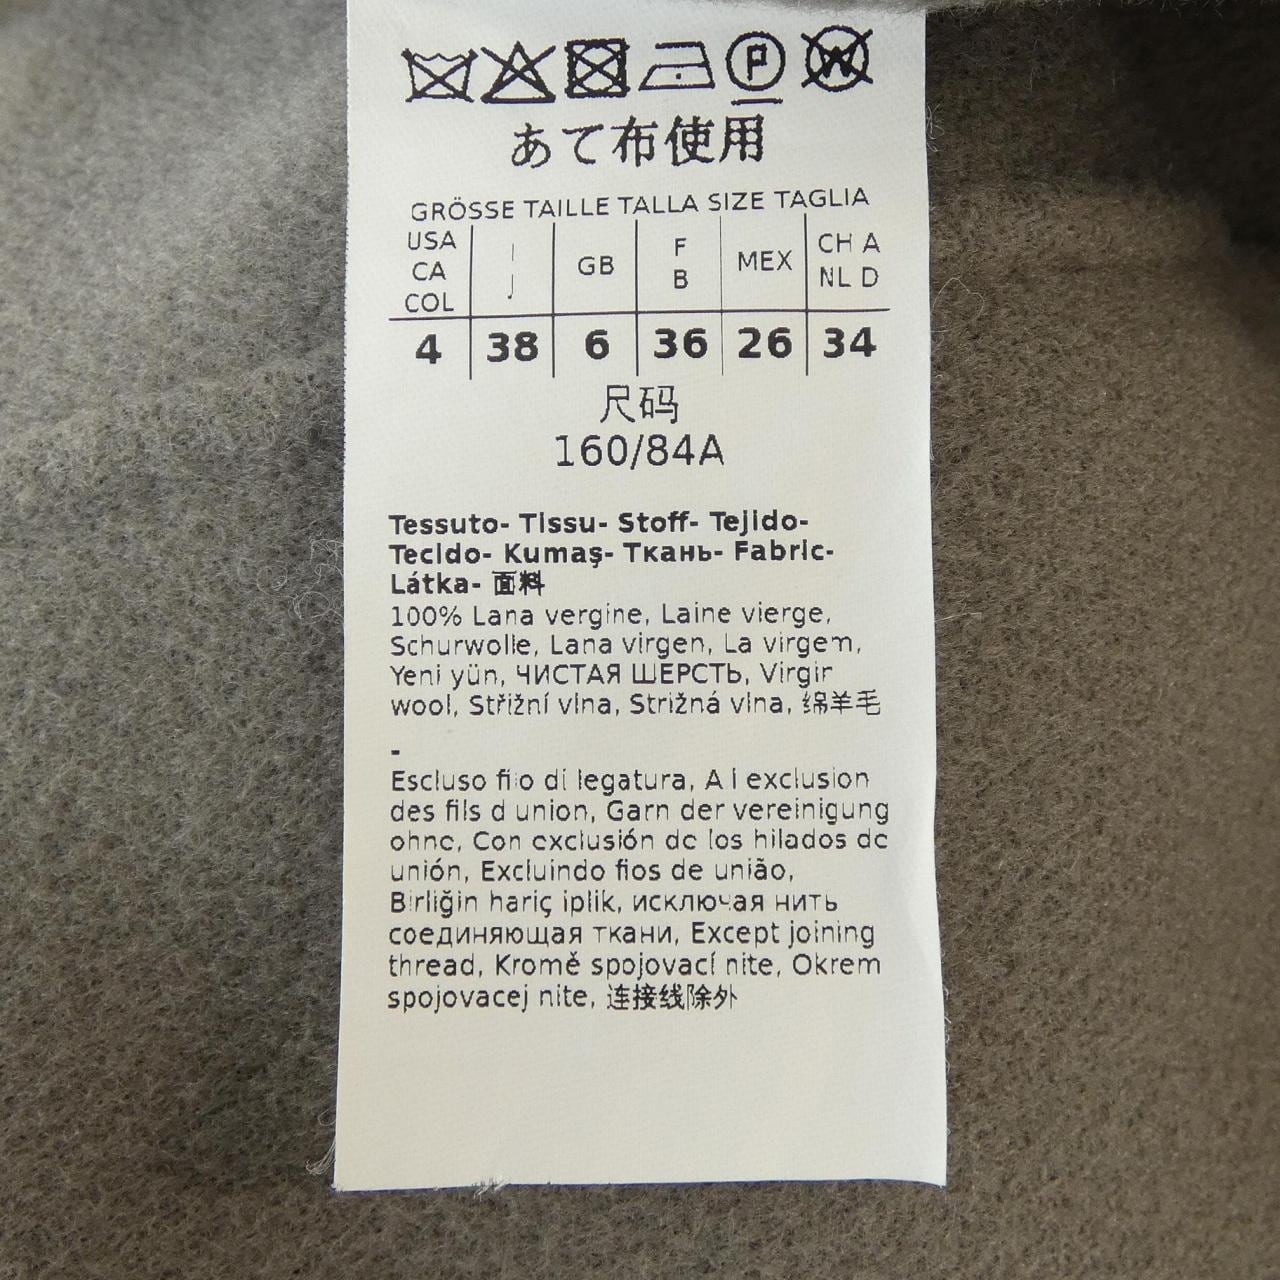 P W
あて布使用
GRÖSSE TAILLE TALLA SIZE TAGLIA
USA CA COL | I J | GB | F B | MEX | CH A NL D
4 | 38 | 6 | 36 | 26 | 34
尺码
160/84A
Tessuto- Tissu- Stoff- Tejido-
Tecido- Kumaş- Ткань- Fabric-
Látka- 面料
100% Lana vergine, Laine vierge,
Schurwolle, Lana virgen, La virgem,
Yeni yün, ЧИСТАЯ ШЕРСТЬ, Virgin
wool, Střižní vlna, Strižná vlna, 绵羊毛
-
Escluso filo di legatura, A l exclusion
des fils d union, Garn der vereinigung
ohne, Con exclusión de los hilados de
unión, Excluindo fios de união,
Birliğin hariç iplik, исключая нить
соединяющая ткани, Except joining
thread, Kromě spojovací nite, Okrem
spojovacej nite, 连接线除外